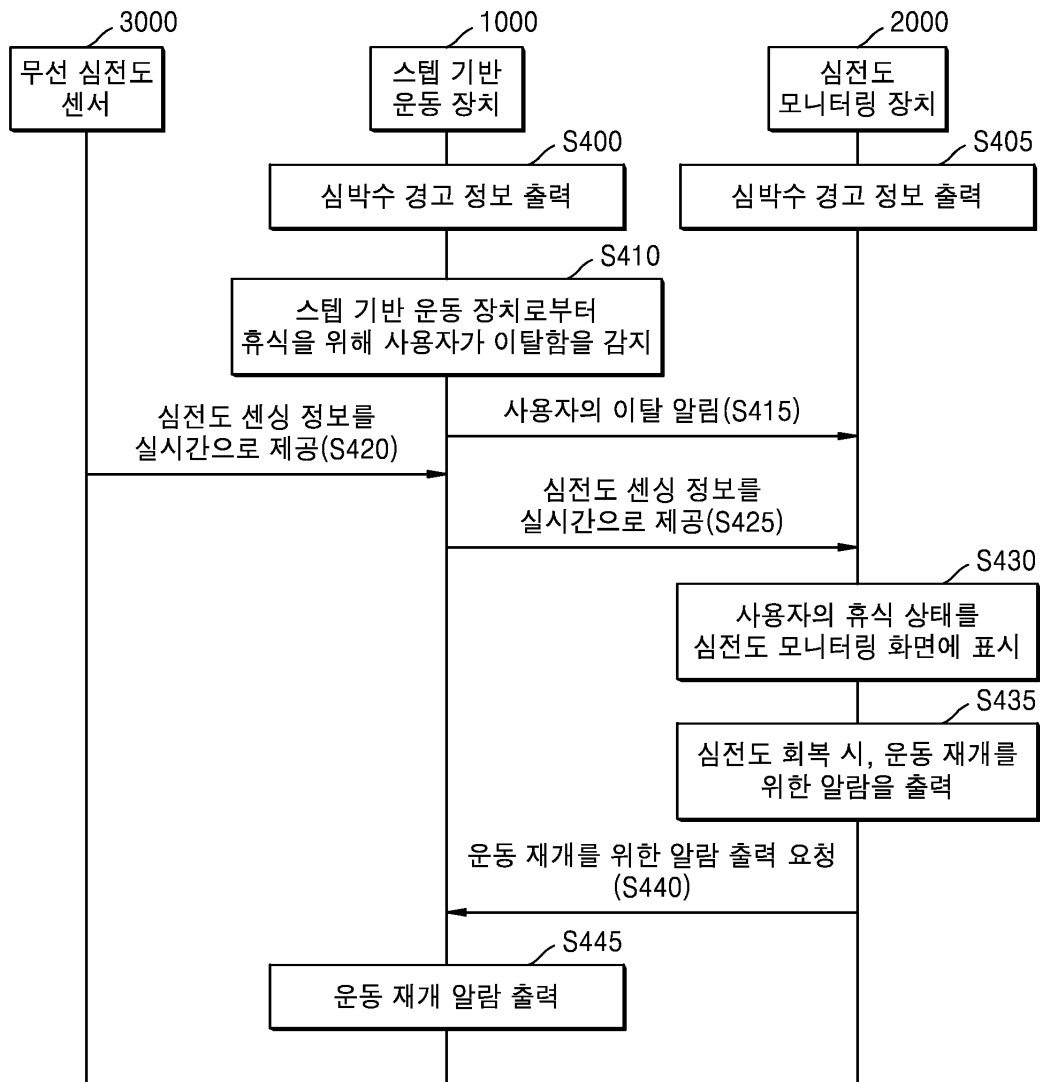 3000
1000
2000
무선 심전도
센서
스텝 기반
운동 장치
심전도
모니터링 장치
S400
S405
심박수 경고 정보 출력
심박수 경고 정보 출력
S410
스텝 기반 운동 장치로부터
휴식을 위해 사용자가 이탈함을 감지
심전도 센싱 정보를
실시간으로 제공(S420)
사용자의 이탈 알림(S415)
심전도 센싱 정보를
실시간으로 제공(S425)
S430
사용자의 휴식 상태를
심전도 모니터링 화면에 표시
S435
심전도 회복 시, 운동 재개를
위한 알람을 출력
운동 재개를 위한 알람 출력 요청
(S440)
S445
운동 재개 알람 출력